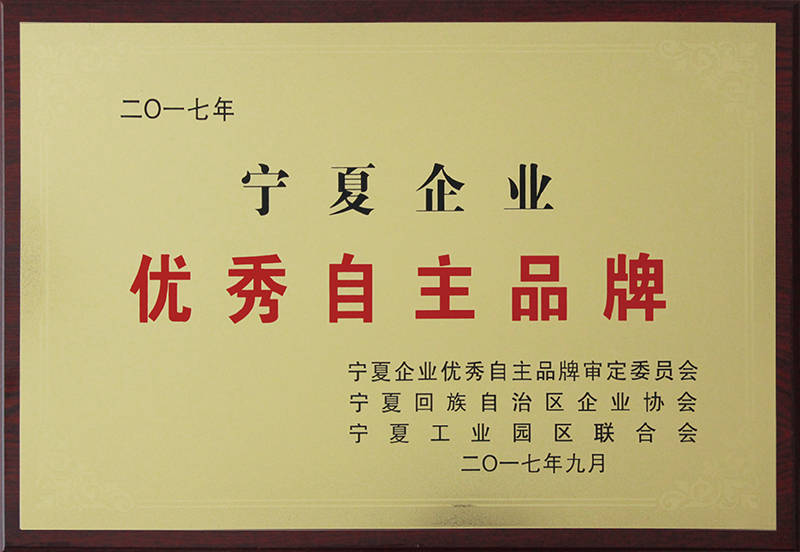 二〇一七年
宁夏企业
优秀自主品牌
宁夏企业优秀自主品牌审定委员会
宁夏回族自治区企业协会
宁夏工业园区联合会
二〇一七年九月